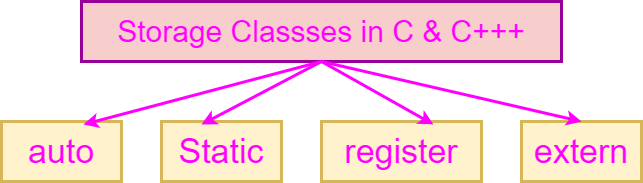 Storage Classses in C & C+++
auto
Static
register
extern